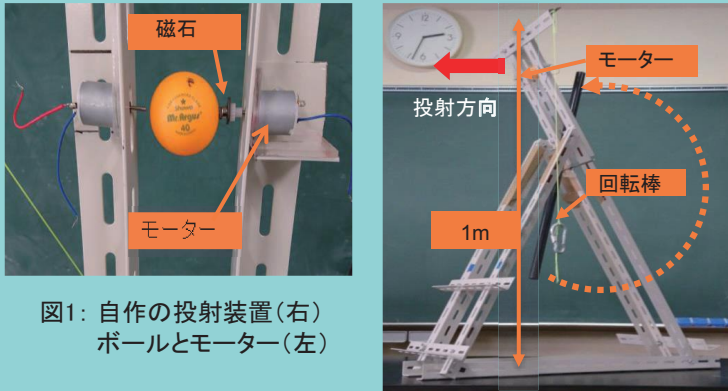 磁石
モーター
図1: 自作の投射装置(右)
ボールとモーター(左)
モーター
投射方向
回転棒
1m
40